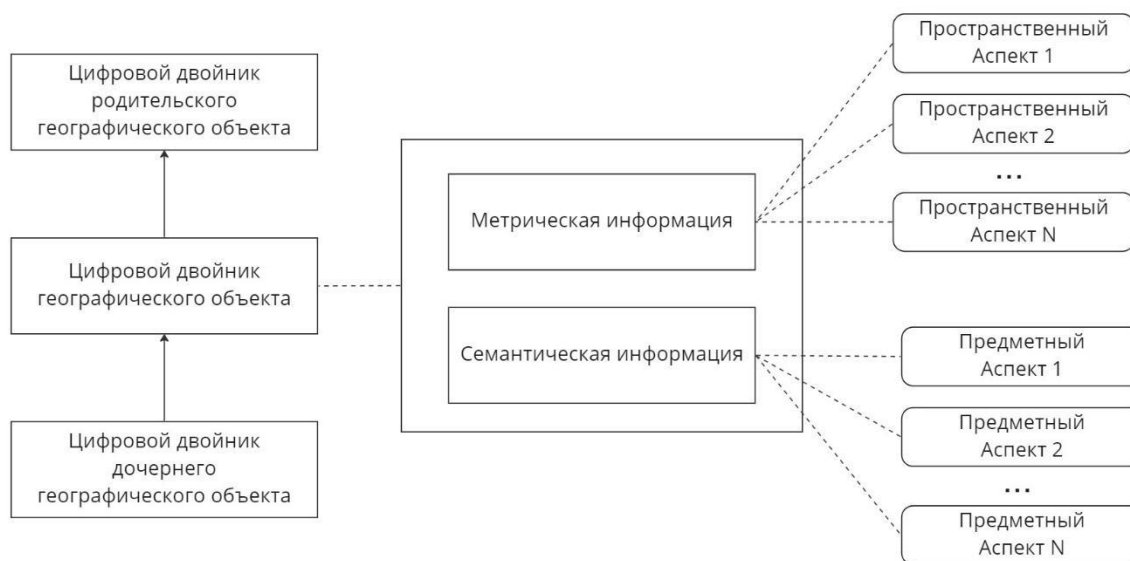 Цифровой двойник
родительского
географического объекта
Цифровой двойник
географического объекта
Цифровой двойник
дочернего
географического объекта
Метрическая информация
Семантическая информация
Пространственный
Аспект 1
Пространственный
Аспект 2
...
Пространственный
Аспект N
Предметный
Аспект 1
Предметный
Аспект 2
...
Предметный
Аспект N